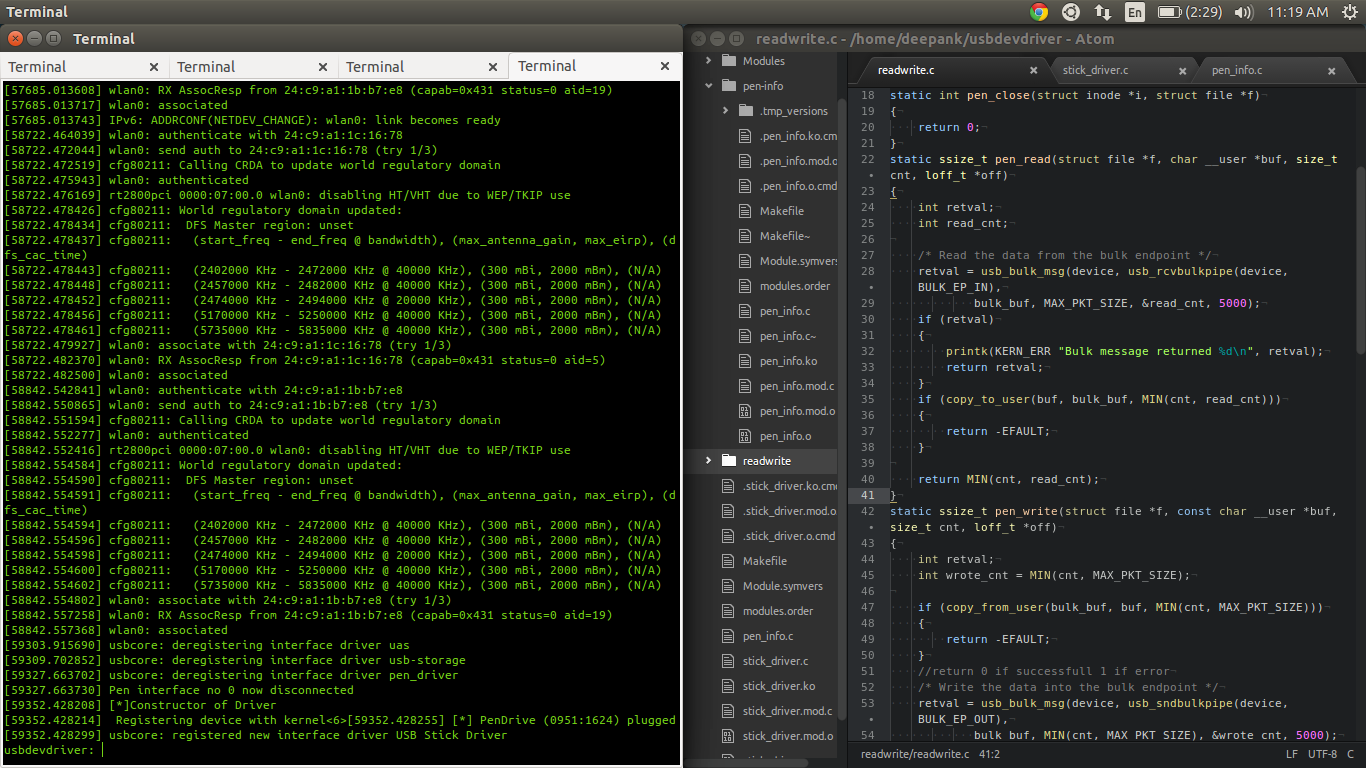 Terminal
En
(2:29)
11:19 AM
Terminal
Terminal
Terminal
Terminal
Terminal
[57685.013608] wlan0: RX AssocResp from 24:c9:a1:1b:b7:e8 (capab=0x431 status=0 aid=19)
[57685.013717] wlan0: associated
[57685.013743] IPv6: ADDRCONF(NETDEV_CHANGE): wlan0: link becomes ready
[58722.464039] wlan0: authenticate with 24:c9:a1:1c:16:78
[58722.472044] wlan0: send auth to 24:c9:a1:1c:16:78 (try 1/3)
[58722.472519] cfg80211: Calling CRDA to update world regulatory domain
[58722.475943] wlan0: authenticated
[58722.476169] rt2800pci 0000:07:00.0 wlan0: disabling HT/VHT due to WEP/TKIP use
[58722.478426] cfg80211: World regulatory domain updated:
[58722.478434] cfg80211:  DFS Master region: unset
[58722.478437] cfg80211:   (start_freq - end_freq @ bandwidth), (max_antenna_gain, max_eirp), (d
fs_cac_time)
[58722.478443] cfg80211:   (2402000 KHz - 2472000 KHz @ 40000 KHz), (300 mBi, 2000 mBm), (N/A)
[58722.478448] cfg80211:   (2457000 KHz - 2482000 KHz @ 40000 KHz), (300 mBi, 2000 mBm), (N/A)
[58722.478452] cfg80211:   (2474000 KHz - 2494000 KHz @ 20000 KHz), (300 mBi, 2000 mBm), (N/A)
[58722.478456] cfg80211:   (5170000 KHz - 5250000 KHz @ 40000 KHz), (300 mBi, 2000 mBm), (N/A)
[58722.478461] cfg80211:   (5735000 KHz - 5835000 KHz @ 40000 KHz), (300 mBi, 2000 mBm), (N/A)
[58722.479927] wlan0: associate with 24:c9:a1:1c:16:78 (try 1/3)
[58722.482370] wlan0: RX AssocResp from 24:c9:a1:1c:16:78 (capab=0x431 status=0 aid=5)
[58722.482500] wlan0: associated
[58842.542841] wlan0: authenticate with 24:c9:a1:1b:b7:e8
[58842.550865] wlan0: send auth to 24:c9:a1:1b:b7:e8 (try 1/3)
[58842.551594] cfg80211: Calling CRDA to update world regulatory domain
[58842.552277] wlan0: authenticated
[58842.552416] rt2800pci 0000:07:00.0 wlan0: disabling HT/VHT due to WEP/TKIP use
[58842.554584] cfg80211: World regulatory domain updated:
[58842.554590] cfg80211:  DFS Master region: unset
[58842.554591] cfg80211:   (start_freq - end_freq @ bandwidth), (max_antenna_gain, max_eirp), (d
fs_cac_time)
[58842.554594] cfg80211:   (2402000 KHz - 2472000 KHz @ 40000 KHz), (300 mBi, 2000 mBm), (N/A)
[58842.554596] cfg80211:   (2457000 KHz - 2482000 KHz @ 40000 KHz), (300 mBi, 2000 mBm), (N/A)
[58842.554598] cfg80211:   (2474000 KHz - 2494000 KHz @ 20000 KHz), (300 mBi, 2000 mBm), (N/A)
[58842.554600] cfg80211:   (5170000 KHz - 5250000 KHz @ 40000 KHz), (300 mBi, 2000 mBm), (N/A)
[58842.554602] cfg80211:   (5735000 KHz - 5835000 KHz @ 40000 KHz), (300 mBi, 2000 mBm), (N/A)
[58842.554802] wlan0: associate with 24:c9:a1:1b:b7:e8 (try 1/3)
[58842.557258] wlan0: RX AssocResp from 24:c9:a1:1b:b7:e8 (capab=0x431 status=0 aid=19)
[58842.557368] wlan0: associated
[59303.915690] usbcore: deregistering interface driver uas
[59309.702852] usbcore: deregistering interface driver usb-storage
[59327.663702] usbcore: deregistering interface driver pen_driver
[59327.663730] Pen interface no 0 now disconnected
[59352.428208] [*]Constructor of Driver
[59352.428214]  Registering device with kernel<6>[59352.428255] [*] PenDrive (0951:1624) plugged
[59352.428299] usbcore: registered new interface driver USB Stick Driver
usbdevdriver:
readwrite.c - /home/deepank/usbdevdriver - Atom
Modules
pen-info
.tmp_versions
.pen_info.ko.cm
.pen_info.mod.o
.pen_info.o.cmd
Makefile
Makefile~
Module.symvers
modules.order
pen_info.c
pen_info.c~
pen_info.ko
pen_info.mod.c
pen_info.mod.o
pen_info.o
readwrite
.stick_driver.ko.cmd
.stick_driver.mod.o
.stick_driver.o.cmd
Makefile
Module.symvers
modules.order
pen_info.c
stick_driver.c
stick_driver.ko
stick_driver.mod.c
stick_driver.mod.o
readwrite.c
stick_driver.c
pen_info.c
18 static int pen_close(struct inode *i, struct file *f)
19 {
20     return 0;
21 }
22 static ssize_t pen_read(struct file *f, char __user *buf, size_t
• cnt, loff_t *off)
23 {
24     int retval;
25     int read_cnt;
26
27     /* Read the data from the bulk endpoint */
28     retval = usb_bulk_msg(device, usb_rcvbulkpipe(device,
• BULK_EP_IN),
29             bulk_buf, MAX_PKT_SIZE, &read_cnt, 5000);
30     if (retval)
31     {
32         printk(KERN_ERR "Bulk message returned %d\n", retval);
33         return retval;
34     }
35     if (copy_to_user(buf, bulk_buf, MIN(cnt, read_cnt)))
36     {
37         return -EFAULT;
38     }
39
40     return MIN(cnt, read_cnt);
41 }
42 static ssize_t pen_write(struct file *f, const char __user *buf,
• size_t cnt, loff_t *off)
43 {
44     int retval;
45     int wrote_cnt = MIN(cnt, MAX_PKT_SIZE);
46
47     if (copy_from_user(bulk_buf, buf, MIN(cnt, MAX_PKT_SIZE)))
48     {
49         return -EFAULT;
50     }
51     //return 0 if successfull 1 if error
52     /* Write the data into the bulk endpoint */
53     retval = usb_bulk_msg(device, usb_sndbulkpipe(device,
• BULK_EP_OUT),
54             bulk_buf, MIN(cnt, MAX_PKT_SIZE), &wrote_cnt, 5000);
readwrite/readwrite.c 41:2
LF UTF-8 C